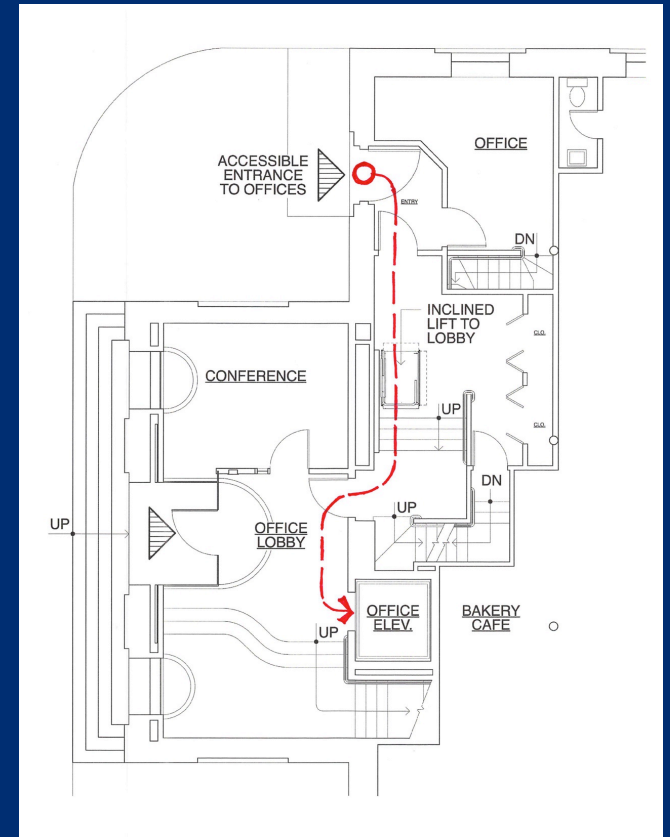 OFFICE
ACCESSIBLE
ENTRANCE
TO OFFICES
ENTRY
DN
INCLINED
LIFT TO
LOBBY
CLO.
CONFERENCE
UP
CLO.
DN
UP
UP
OFFICE
LOBBY
OFFICE
ELEV.
BAKERY
CAFE
UP